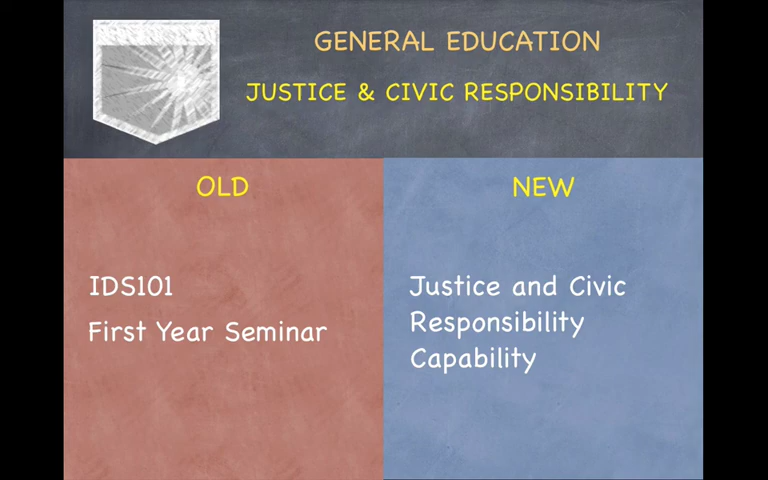 GENERAL EDUCATION
JUSTICE & CIVIC RESPONSIBILITY
OLD
IDS101
First Year Seminar
NEW
Justice and Civic
Responsibility
Capability